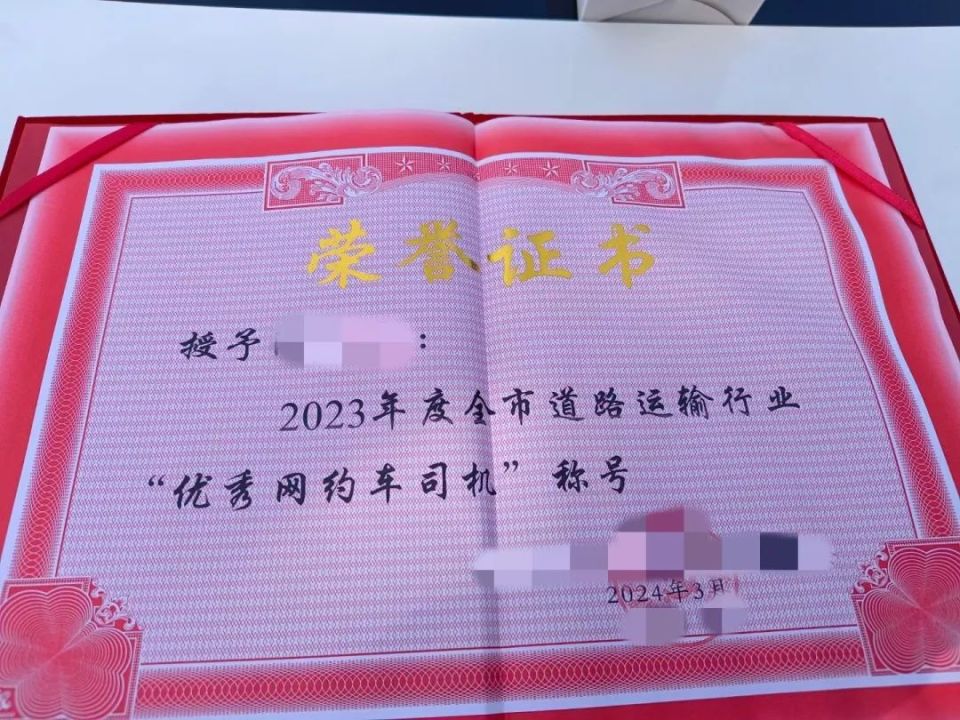 荣誉证书
授予 :
2023年度全市道路运输行业
“优秀网约车司机”称号
2024年3月